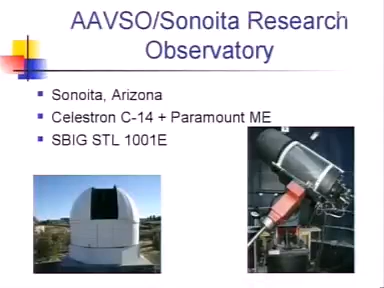 AAVSO/Sonoita Research
Observatory
Sonoita, Arizona
Celestron C-14 + Paramount ME
SBIG STL 1001E